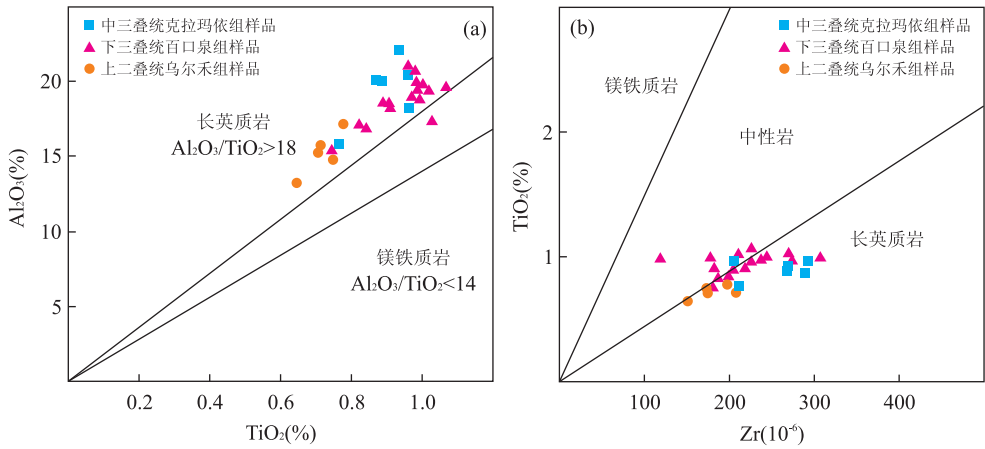 (a)
中三叠统克拉玛依组样品
下三叠统百口泉组样品
上二叠统乌尔禾组样品
长英质岩
Al₂O₃/TiO₂>18
镁铁质岩
Al₂O₃/TiO₂<14
Al₂O₃(%)
20
15
10
5
0
0.2
0.4
0.6
0.8
1.0
TiO₂(%)
(b)
中三叠统克拉玛依组样品
下三叠统百口泉组样品
上二叠统乌尔禾组样品
镁铁质岩
中性岩
长英质岩
TiO₂(%)
2
1
0
100
200
300
400
Zr(10⁻⁶)